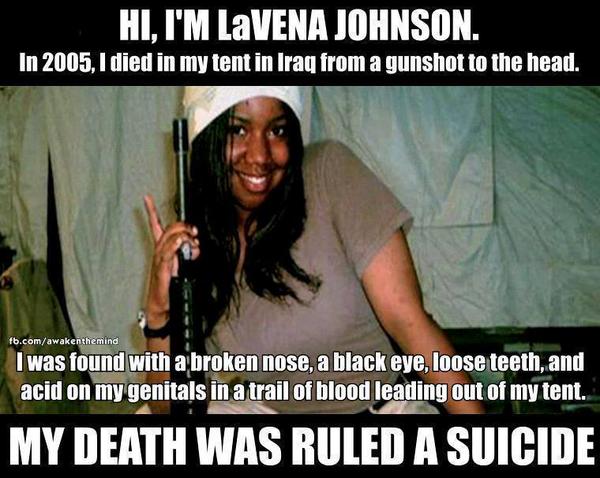 HI, I'M LaVENA JOHNSON.
In 2005, I died in my tent in Iraq from a gunshot to the head.
fb.com/awakenthemind
I was found with a broken nose, a black eye, loose teeth, and
acid on my genitals in a trail of blood leading out of my tent.
MY DEATH WAS RULED A SUICIDE